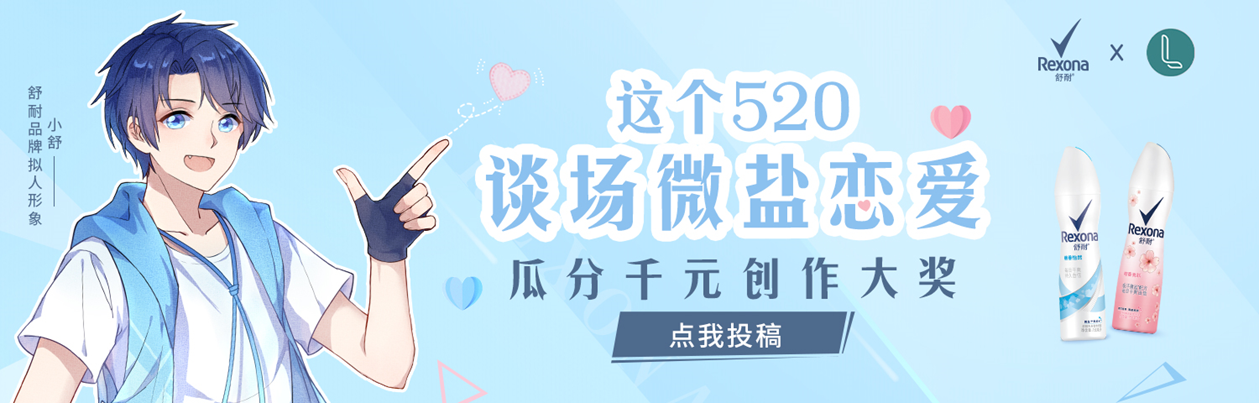 舒耐品牌拟人形象
小舒
这个520
谈场微盐恋爱
瓜分千元创作大奖
点我投稿
Rexona
舒耐
X
L
Rexona
舒耐
Rexona
舒耐